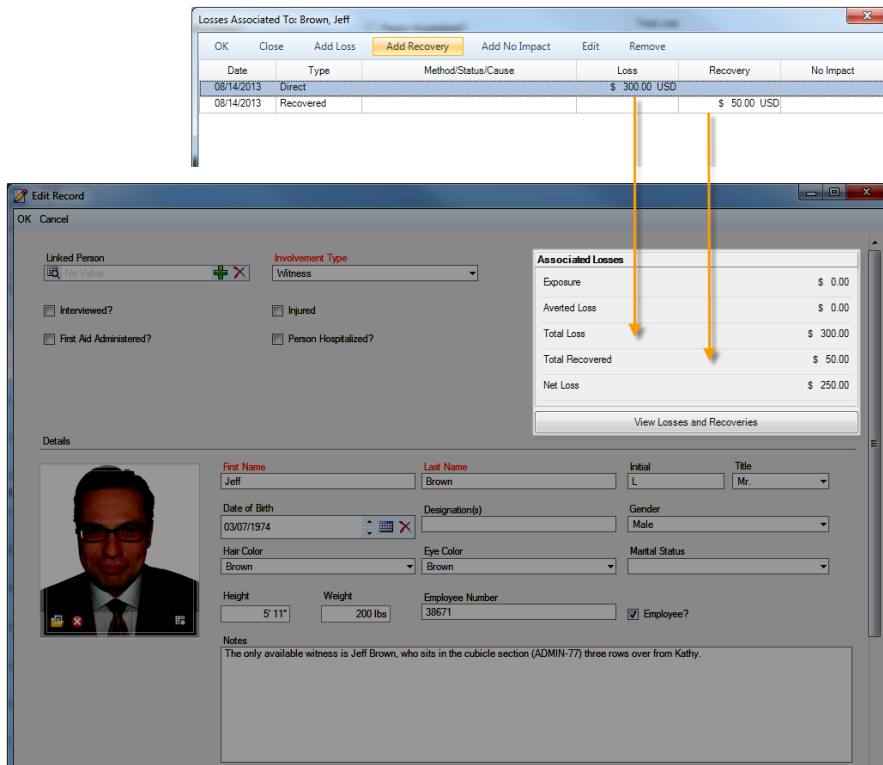 Losses Associated To: Brown, Jeff
OK Close Add Loss Add Recovery Add No Impact Edit Remove
Date Type Method/Status/Cause Loss Recovery No Impact
08/14/2013 Direct $ 300.00 USD
08/14/2013 Recovered $ 50.00 USD
Edit Record
OK Cancel
Linked Person Involvement Type
No Value Witness
Interviewed? Injured
First Aid Administered? Person Hospitalized?
Associated Losses
Exposure $ 0.00
Averted Loss $ 0.00
Total Loss $ 300.00
Total Recovered $ 50.00
Net Loss $ 250.00
View Losses and Recoveries
Details
First Name Last Name Initial Title
Jeff Brown L Mr.
Date of Birth Designation(s) Gender
03/07/1974 Male
Hair Color Eye Color Marital Status
Brown Brown
Height Weight Employee Number
5' 11" 200 lbs 38671 Employee?
Notes
The only available witness is Jeff Brown, who sits in the cubicle section (ADMIN-77) three rows over from Kathy.